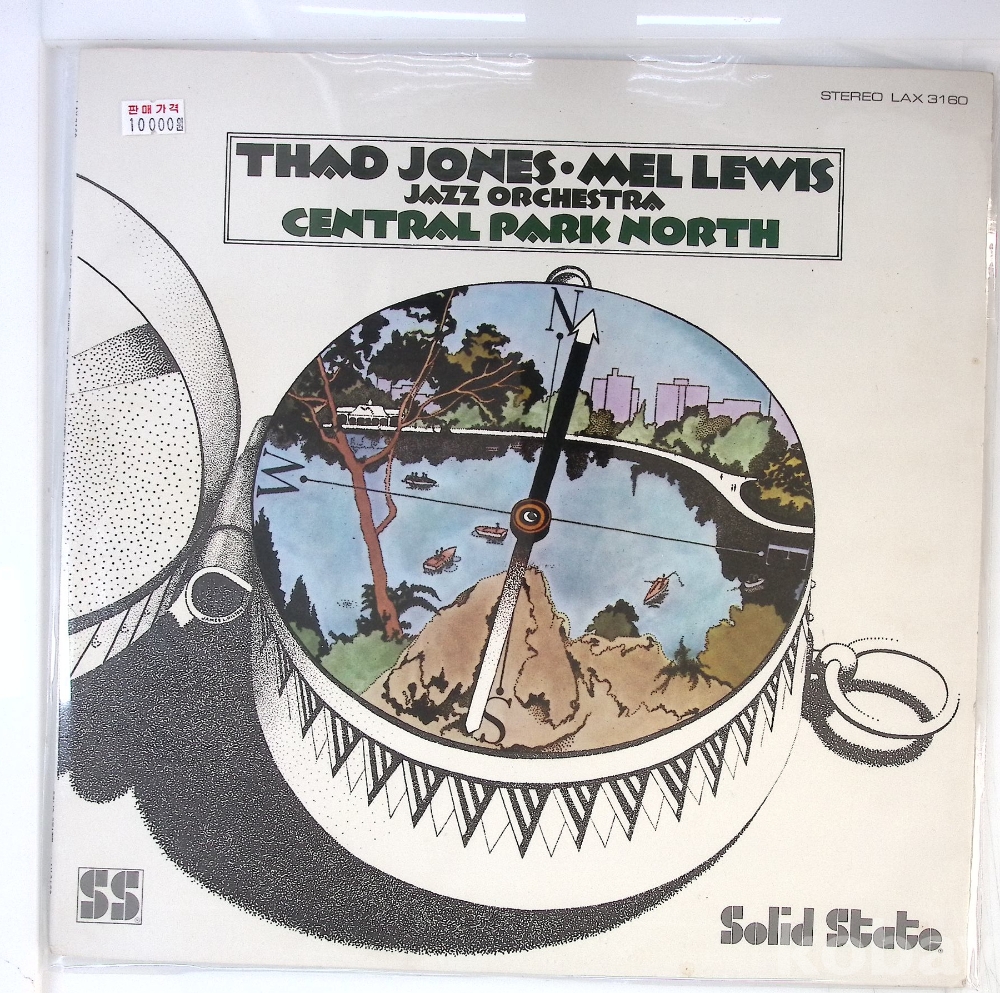 STEREO LAX 3160
판매가격
10000원
THAD JONES·MEL LEWIS
JAZZ ORCHESTRA
CENTRAL PARK NORTH
N
W
E
S
SS
Solid State